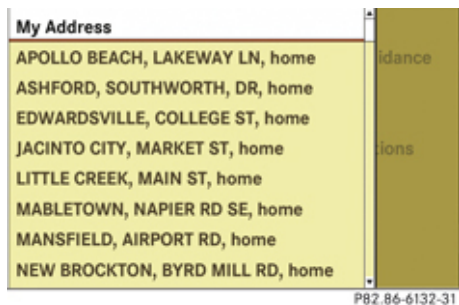 My Address
APOLLO BEACH, LAKEWAY LN, home
idance
ASHFORD, SOUTHWORTH, DR, home
EDWARDSVILLE, COLLEGE ST, home
JACINTO CITY, MARKET ST, home
tions
LITTLE CREEK, MAIN ST, home
MABLETOWN, NAPIER RD SE, home
MANSFIELD, AIRPORT RD, home
NEW BROCKTON, BYRD MILL RD, home
P82.86-6132-31